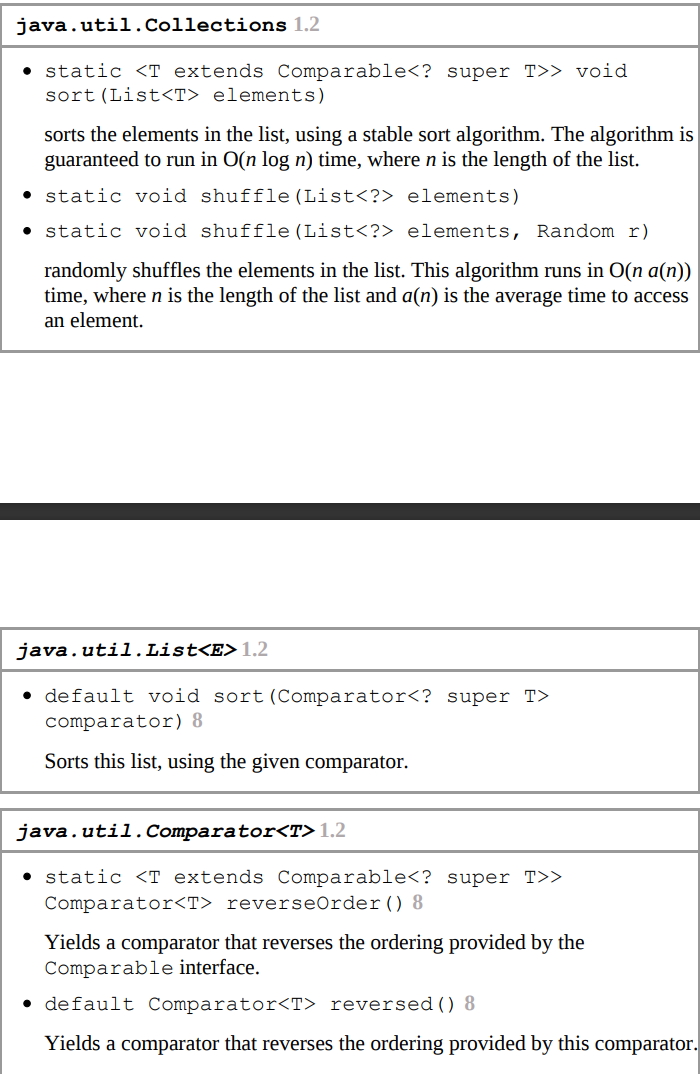 java.util.Collections 1.2
• static <T extends Comparable<? super T>> void
sort(List<T> elements)
sorts the elements in the list, using a stable sort algorithm. The algorithm is
guaranteed to run in O(n log n) time, where n is the length of the list.
• static void shuffle(List<?> elements)
• static void shuffle(List<?> elements, Random r)
randomly shuffles the elements in the list. This algorithm runs in O(n a(n))
time, where n is the length of the list and a(n) is the average time to access
an element.
java.util.List<E> 1.2
• default void sort(Comparator<? super T>
comparator) 8
Sorts this list, using the given comparator.
java.util.Comparator<T> 1.2
• static <T extends Comparable<? super T>>
Comparator<T> reverseOrder() 8
Yields a comparator that reverses the ordering provided by the
Comparable interface.
• default Comparator<T> reversed() 8
Yields a comparator that reverses the ordering provided by this comparator.